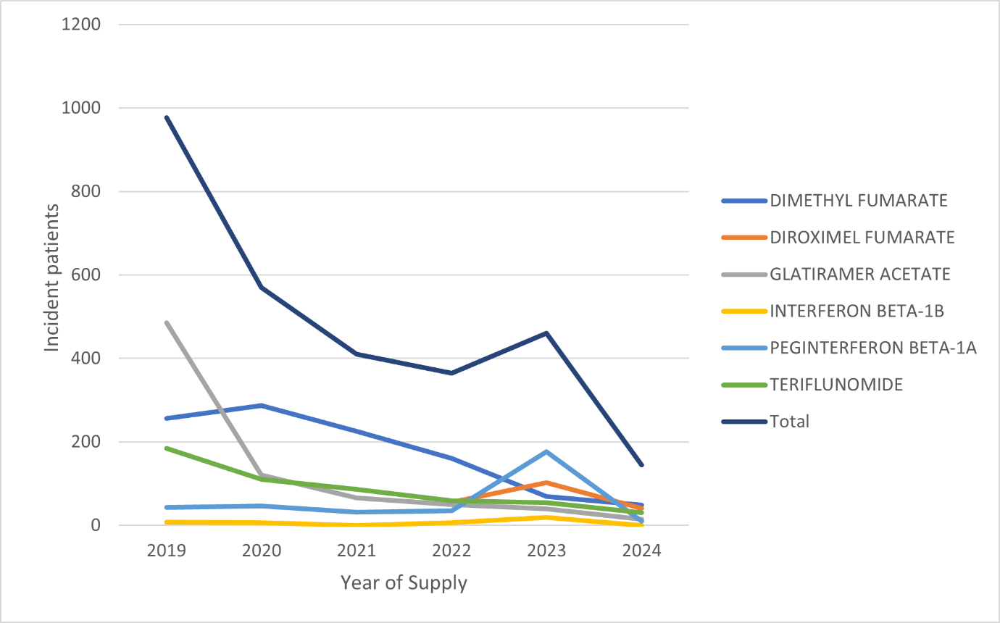 1200
1000
800
600
400
200
0
Incident patients
2019 2020 2021 2022 2023 2024
Year of Supply
DIMETHYL FUMARATE
DIROXIMEL FUMARATE
GLATIRAMER ACETATE
INTERFERON BETA-1B
PEGINTERFERON BETA-1A
TERIFLUNOMIDE
Total